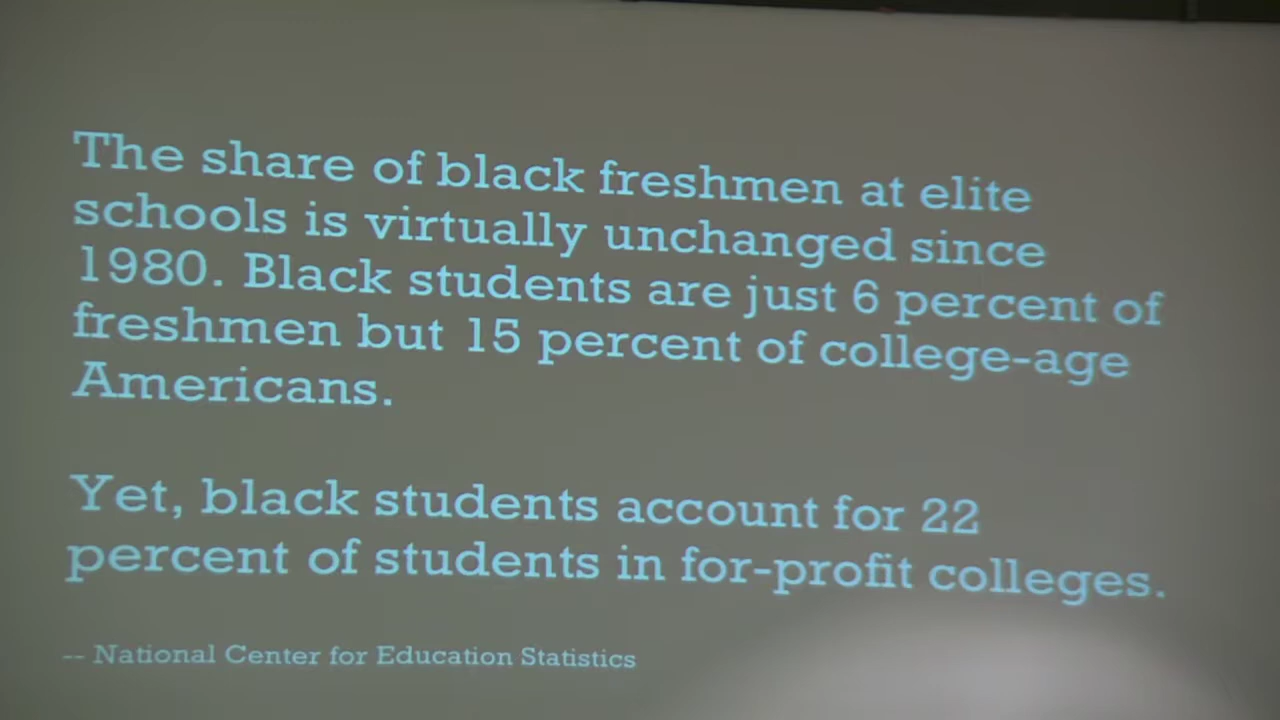 The share of black freshmen at elite
schools is virtually unchanged since
1980. Black students are just 6 percent of
freshmen but 15 percent of college-age
Americans.
Yet, black students account for 22
percent of students in for-profit colleges.
-- National Center for Education Statistics